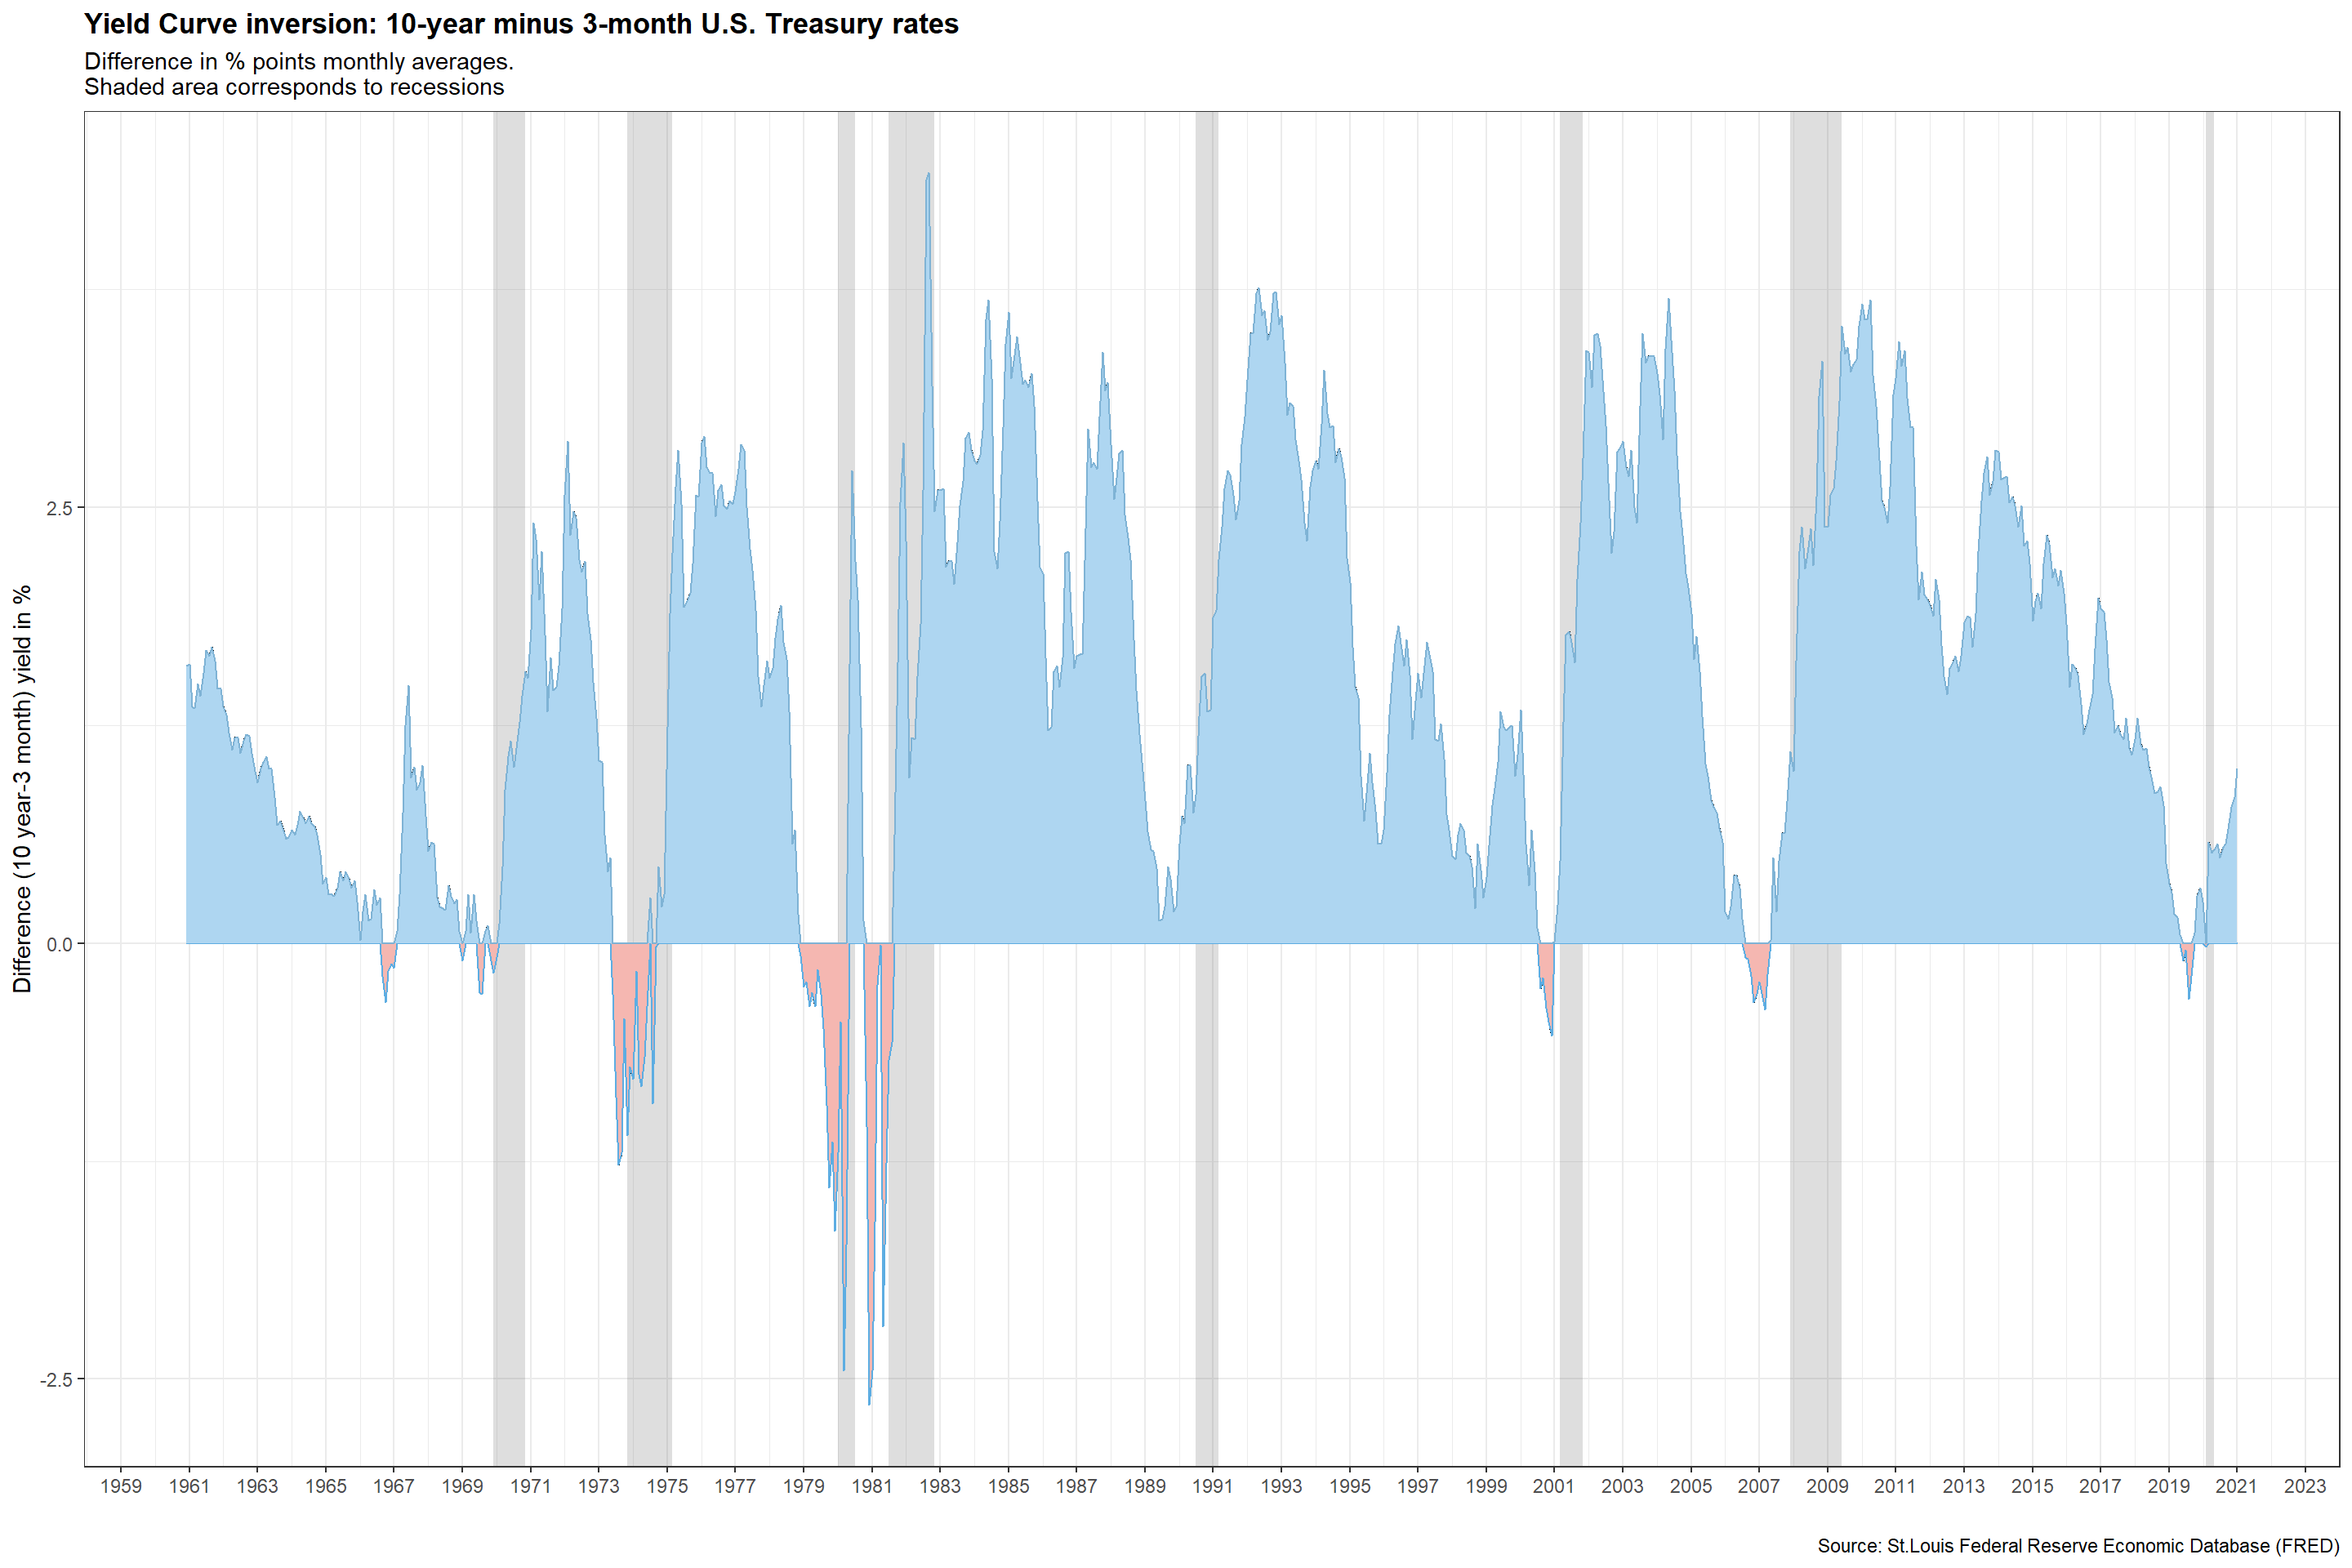 Yield Curve inversion: 10-year minus 3-month U.S. Treasury rates
Difference in % points monthly averages.
Shaded area corresponds to recessions
Difference (10 year-3 month) yield in %
2.5
0.0
-2.5
1959 1961 1963 1965 1967 1969 1971 1973 1975 1977 1979 1981 1983 1985 1987 1989 1991 1993 1995 1997 1999 2001 2003 2005 2007 2009 2011 2013 2015 2017 2019 2021 2023
Source: St.Louis Federal Reserve Economic Database (FRED)